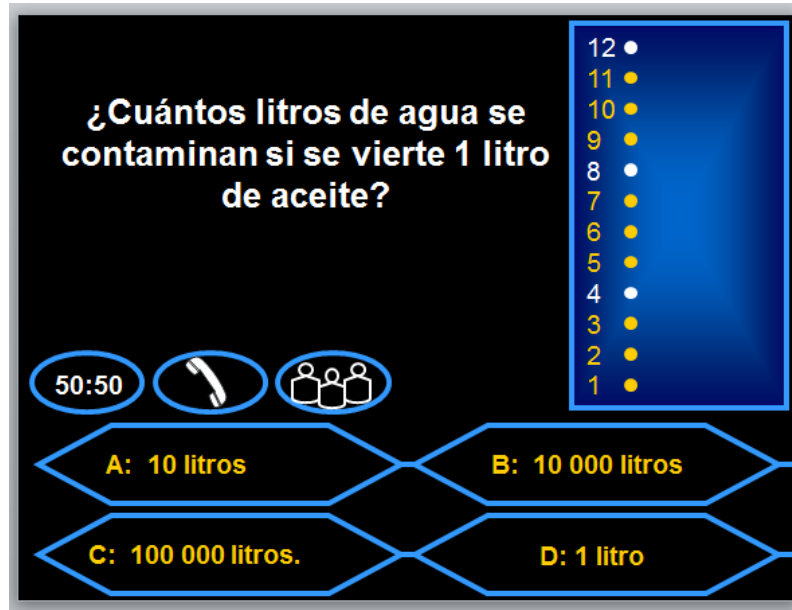 ¿Cuántos litros de agua se
contaminan si se vierte 1 litro
de aceite?
12
11
10
9
8
7
6
5
4
3
2
1
50:50
A: 10 litros
B: 10 000 litros
C: 100 000 litros.
D: 1 litro